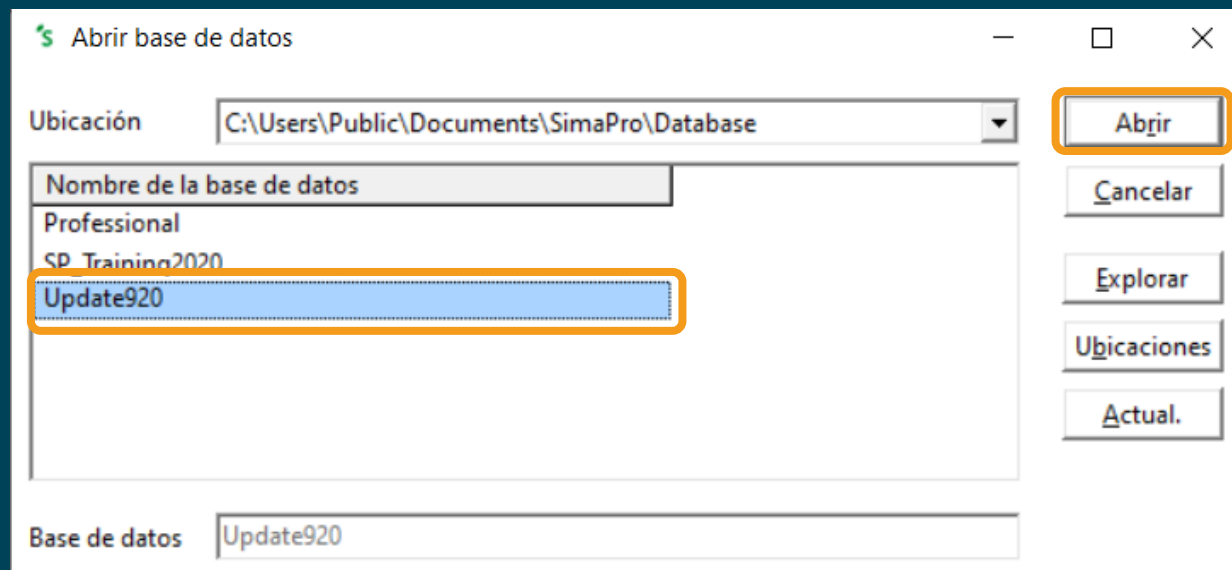 Abrir base de datos
Ubicación
C:\Users\Public\Documents\SimaPro\Database
Abrir
Nombre de la base de datos
Cancelar
Professional
SP_Training2020
Explorar
Update920
Ubicaciones
Actual.
Base de datos
Update920